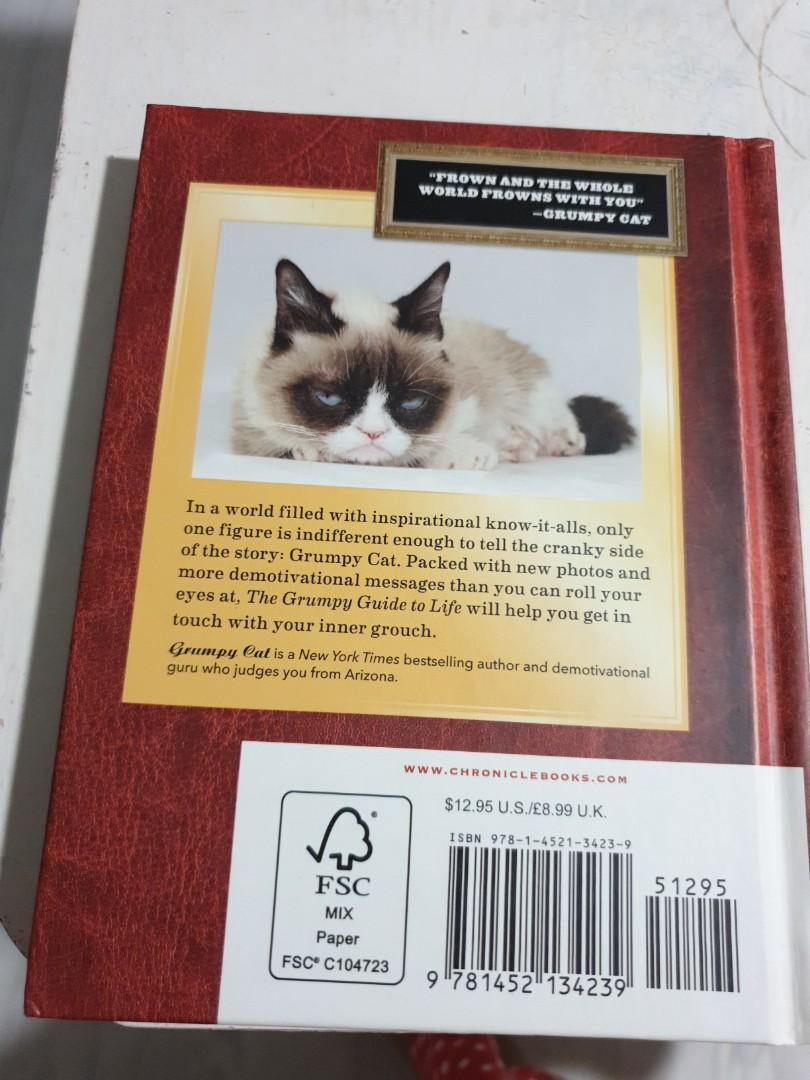 "FROWN AND THE WHOLE
WORLD FROWNS WITH YOU"
—GRUMPY CAT
In a world filled with inspirational know-it-alls, only
one figure is indifferent enough to tell the cranky side
of the story: Grumpy Cat. Packed with new photos and
more demotivational messages than you can roll your
eyes at, The Grumpy Guide to Life will help you get in
touch with your inner grouch.
Grumpy Cat is a New York Times bestselling author and demotivational
guru who judges you from Arizona.
WWW.CHRONICLEBOOKS.COM
$12.95 U.S./£8.99 U.K.
ISBN 978-1-4521-3423-9
51295
9 781452 134239
®
FSC
MIX
Paper
FSC® C104723